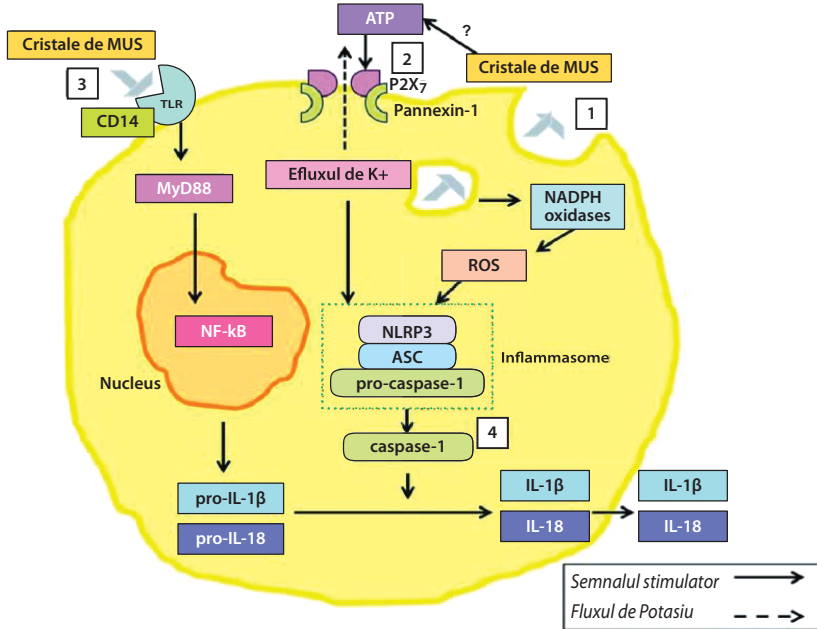 ATP
?
Cristale de MUS
Cristale de MUS
2
3
P2X7
TLR
Pannexin-1
1
CD14
Efluxul de K+
MyD88
NADPH
oxidases
ROS
NF-kB
NLRP3
ASC
pro-caspase-1
Inflammasome
Nucleus
caspase-1
4
pro-IL-1β
pro-IL-18
IL-1β
IL-18
IL-1β
IL-18
Semnalul stimulator
Fluxul de Potasiu